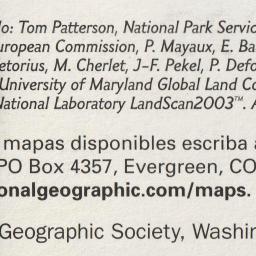 lo: Tom Patterson, National Park Servic
uropean Commission, P. Mayaux, E. Ba
etorius, M. Cherlet, J-F. Pekel, P. Defo
University of Maryland Global Land Co
National Laboratory LandScan2003™. A
mapas disponibles escriba a
PO Box 4357, Evergreen, CO
onalgeographic.com/maps.
Geographic Society, Washin